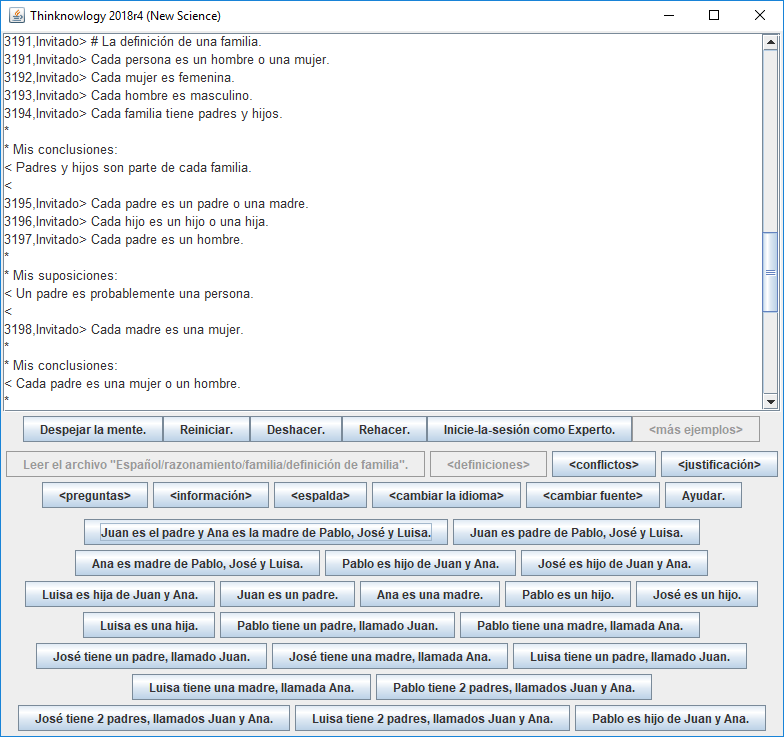 Thinknowlogy 2018r4 (New Science)
3191,Invitado> # La definición de una familia.
3191,Invitado> Cada persona es un hombre o una mujer.
3192,Invitado> Cada mujer es femenina.
3193,Invitado> Cada hombre es masculino.
3194,Invitado> Cada familia tiene padres y hijos.
*
* Mis conclusiones:
< Padres y hijos son parte de cada familia.
<
3195,Invitado> Cada padre es un padre o una madre.
3196,Invitado> Cada hijo es un hijo o una hija.
3197,Invitado> Cada padre es un hombre.
*
* Mis suposiciones:
< Un padre es probablemente una persona.
<
3198,Invitado> Cada madre es una mujer.
*
* Mis conclusiones:
< Cada padre es una mujer o un hombre.
*
Despejar la mente. Reiniciar. Deshacer. Rehacer. Inicie-la-sesión como Experto. <más ejemplos>
Leer el archivo "Español/razonamiento/familia/definición de familia". <definiciones> <conflictos> <justificación>
<preguntas> <información> <espalda> <cambiar la idioma> <cambiar fuente> Ayudar.
Juan es el padre y Ana es la madre de Pablo, José y Luisa. Juan es padre de Pablo, José y Luisa.
Ana es madre de Pablo, José y Luisa. Pablo es hijo de Juan y Ana. José es hijo de Juan y Ana.
Luisa es hija de Juan y Ana. Juan es un padre. Ana es una madre. Pablo es un hijo. José es un hijo.
Luisa es una hija. Pablo tiene un padre, llamado Juan. Pablo tiene una madre, llamada Ana.
José tiene un padre, llamado Juan. José tiene una madre, llamada Ana. Luisa tiene un padre, llamado Juan.
Luisa tiene una madre, llamada Ana. Pablo tiene 2 padres, llamados Juan y Ana.
José tiene 2 padres, llamados Juan y Ana. Luisa tiene 2 padres, llamados Juan y Ana. Pablo es hijo de Juan y Ana.